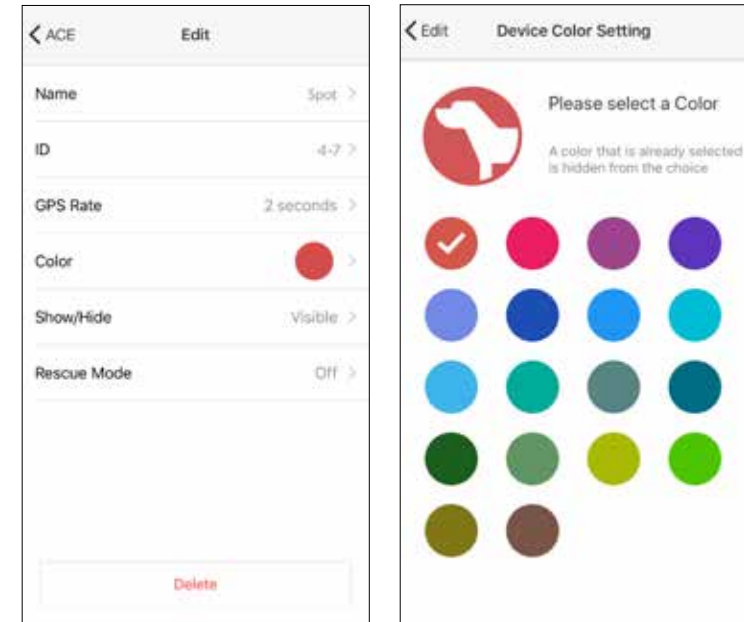 ACE Edit
Name Spot
ID 4-7
GPS Rate 2 seconds
Color
Show/Hide Visible
Rescue Mode Off
Delete
Edit Device Color Setting
Please select a Color
A color that is already selected
is hidden from the choice